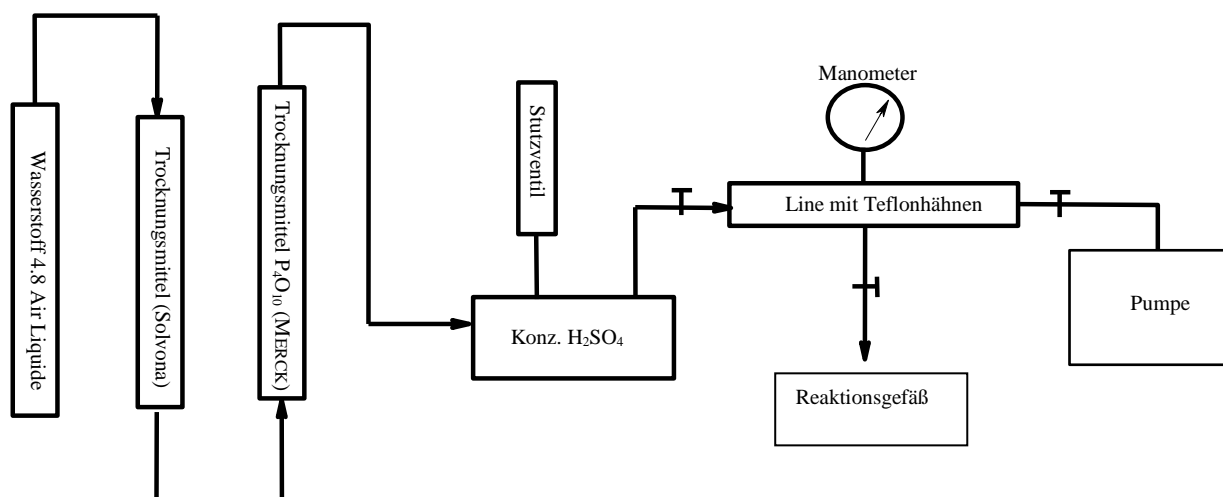 Wasserstoff 4.8 Air Liquide
Trocknungsmittel (Solvona)
Trocknungsmittel P₄O₁₀ (MERCK)
Stutzventil
Konz. H₂SO₄
Manometer
Line mit Teflonhähnen
Reaktionsgefäß
Pumpe